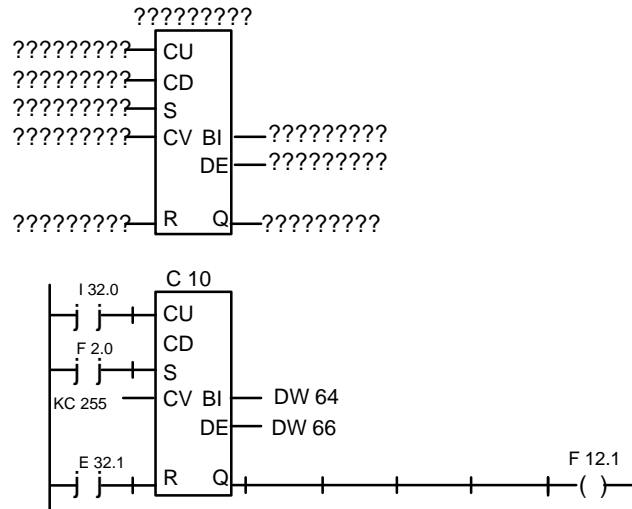 ?????????
????????? CU
????????? CD
????????? S
????????? CV BI ?????????
DE ?????????
????????? R Q ?????????
C 10
I 32.0
CU
CD
F 2.0
S
KC 255 CV BI DW 64
DE DW 66
E 32.1 F 12.1
R Q ( )